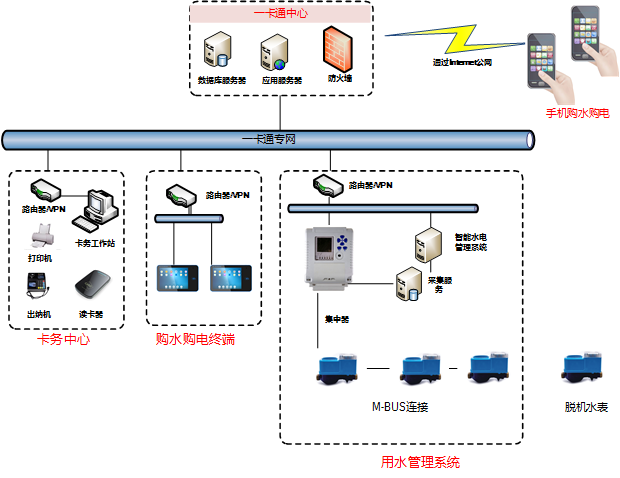 一卡通中心
数据库服务器
应用服务器
防火墙
通过Internet公网
手机购水购电
一卡通专网
路由器/VPN
卡务工作站
打印机
出纳机
读卡器
卡务中心
路由器/VPN
购水购电终端
路由器/VPN
智能水电
管理系统
采集服
务
集中器
M-BUS连接
脱机水表
用水管理系统